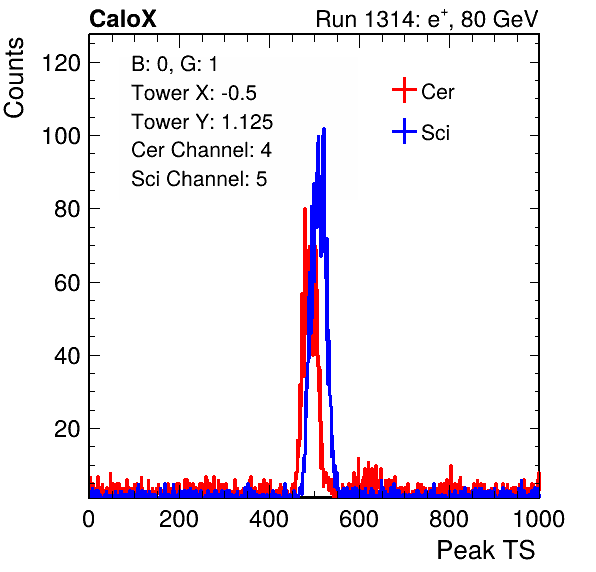 CaloX
Run 1314: e+, 80 GeV
Counts
B: 0, G: 1
Tower X: -0.5
Tower Y: 1.125
Cer Channel: 4
Sci Channel: 5
Cer
Sci
120
100
80
60
40
20
0
200
400
600
800
1000
Peak TS